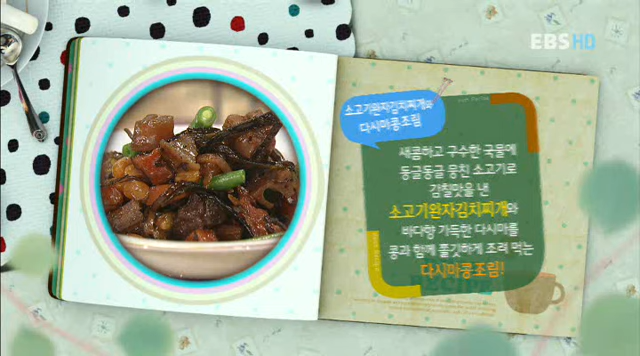 EBS HD
소고기완자김치찌개와
다시마콩조림
새콤하고 구수한 국물에
동글동글 뭉친 소고기로
감칠맛을 낸
소고기완자김치찌개와
바다향 가득한 다시마를
콩과 함께 쫄깃하게 조려 먹는
다시마콩조림!